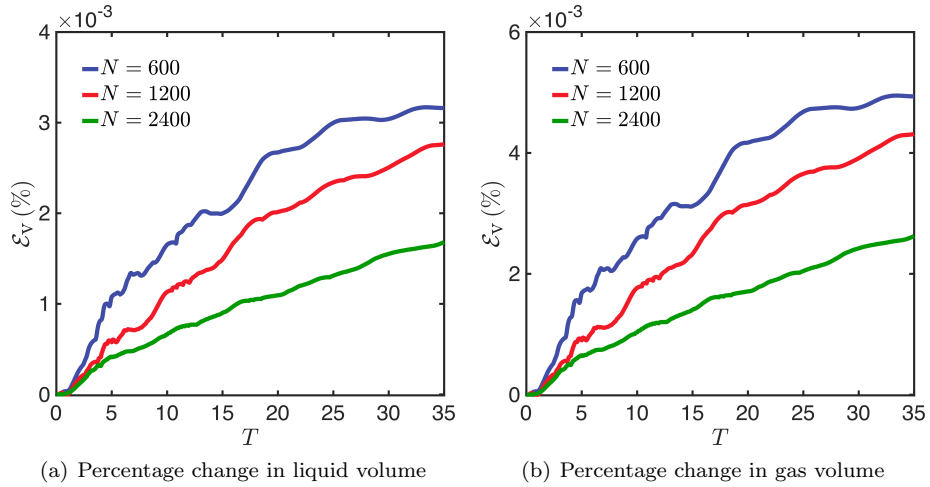 ×10⁻³
4
3
2
1
0
ℰ_V (%)
N = 600
N = 1200
N = 2400
0 5 10 15 20 25 30 35
T
(a) Percentage change in liquid volume
×10⁻³
6
4
2
0
ℰ_V (%)
N = 600
N = 1200
N = 2400
0 5 10 15 20 25 30 35
T
(b) Percentage change in gas volume